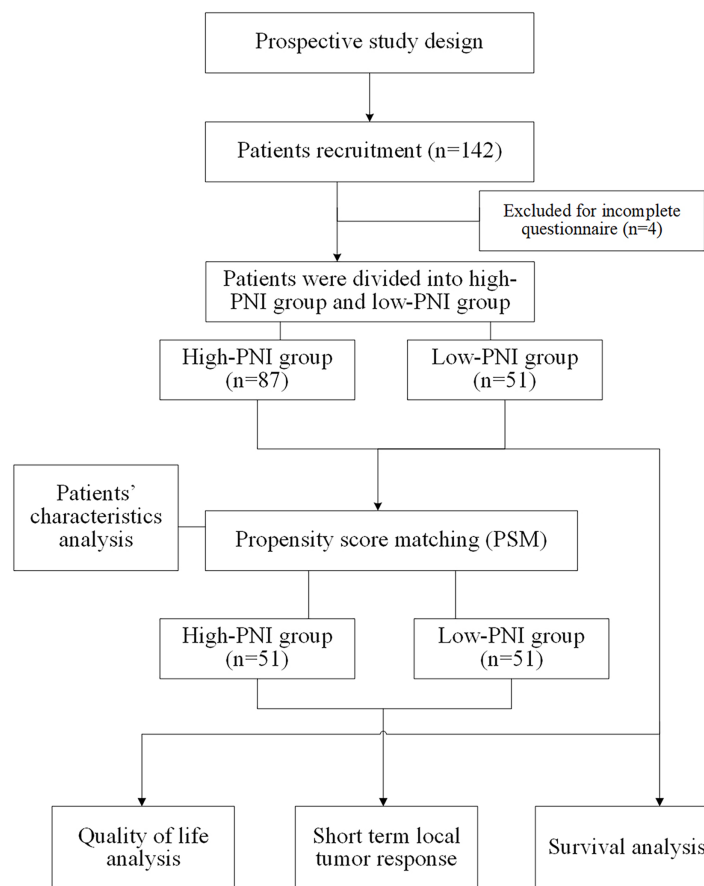 Prospective study design
Patients recruitment (n=142)
Excluded for incomplete
questionnaire (n=4)
Patients were divided into high-
PNI group and low-PNI group
High-PNI group
(n=87)
Low-PNI group
(n=51)
Patients’
characteristics
analysis
Propensity score matching (PSM)
High-PNI group
(n=51)
Low-PNI group
(n=51)
Quality of life
analysis
Short term local
tumor response
Survival analysis